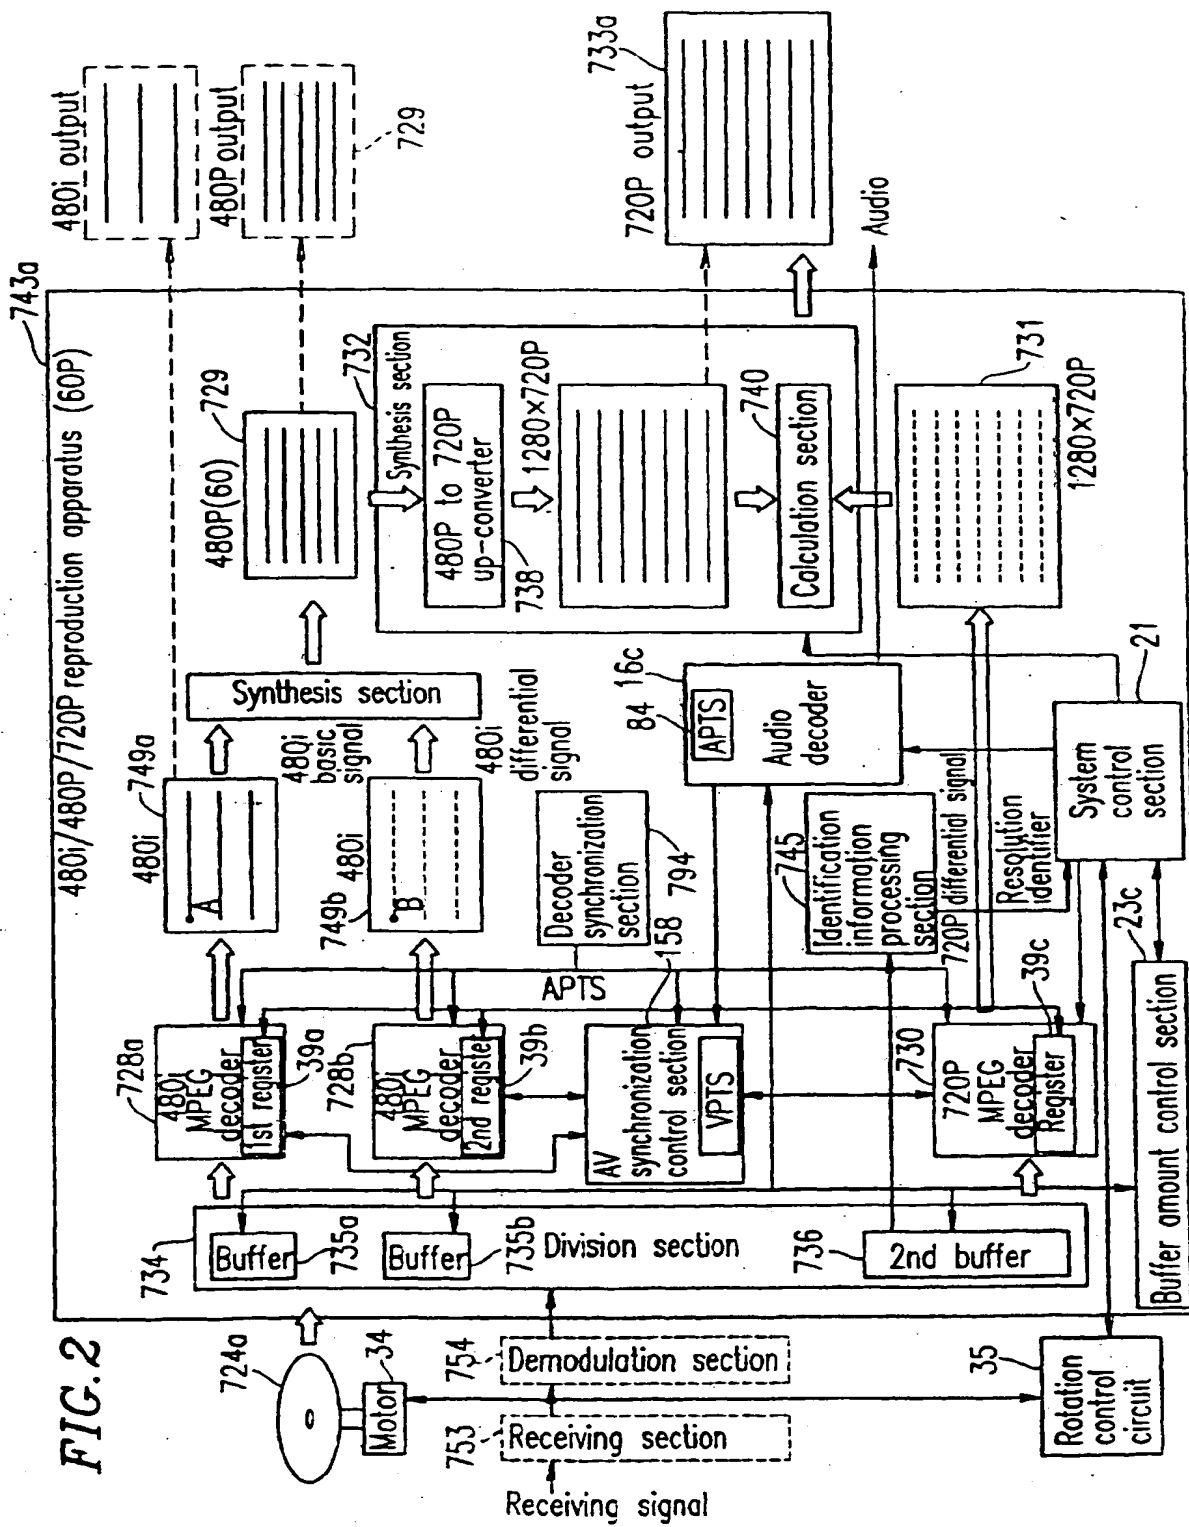 FIG.2
480i/480P/720P reproduction apparatus (60P)
743a
724a
34
Motor
753
Receiving section
Receiving signal
754
Demodulation section
35
Rotation
control
circuit
734
Buffer
735a
Buffer
735b
Division section
736
2nd buffer
Buffer amount control section
23c
728a
480i
MPEG
decoder
1st register
39a
728b
480i
MPEG
decoder
2nd register
39b
APTS
AV
synchronization
control section
VPTS
158
730
720P
MPEG
decoder
Register
39c
480i
749a
A
749b
480i
B
Decoder
synchronization
section
794
745
Identification
information
processing
section
720P differential signal
Resolution
identifier
System
control
section
21
480i
basic
signal
480i
differential
signal
Synthesis section
84
16c
APTS
Audio
decoder
480P(60)
729
732
Synthesis section
480P to 720P
up-converter
738
1280×720P
740
Calculation section
731
1280×720P
480i output
480P output
729
720P output
733a
Audio